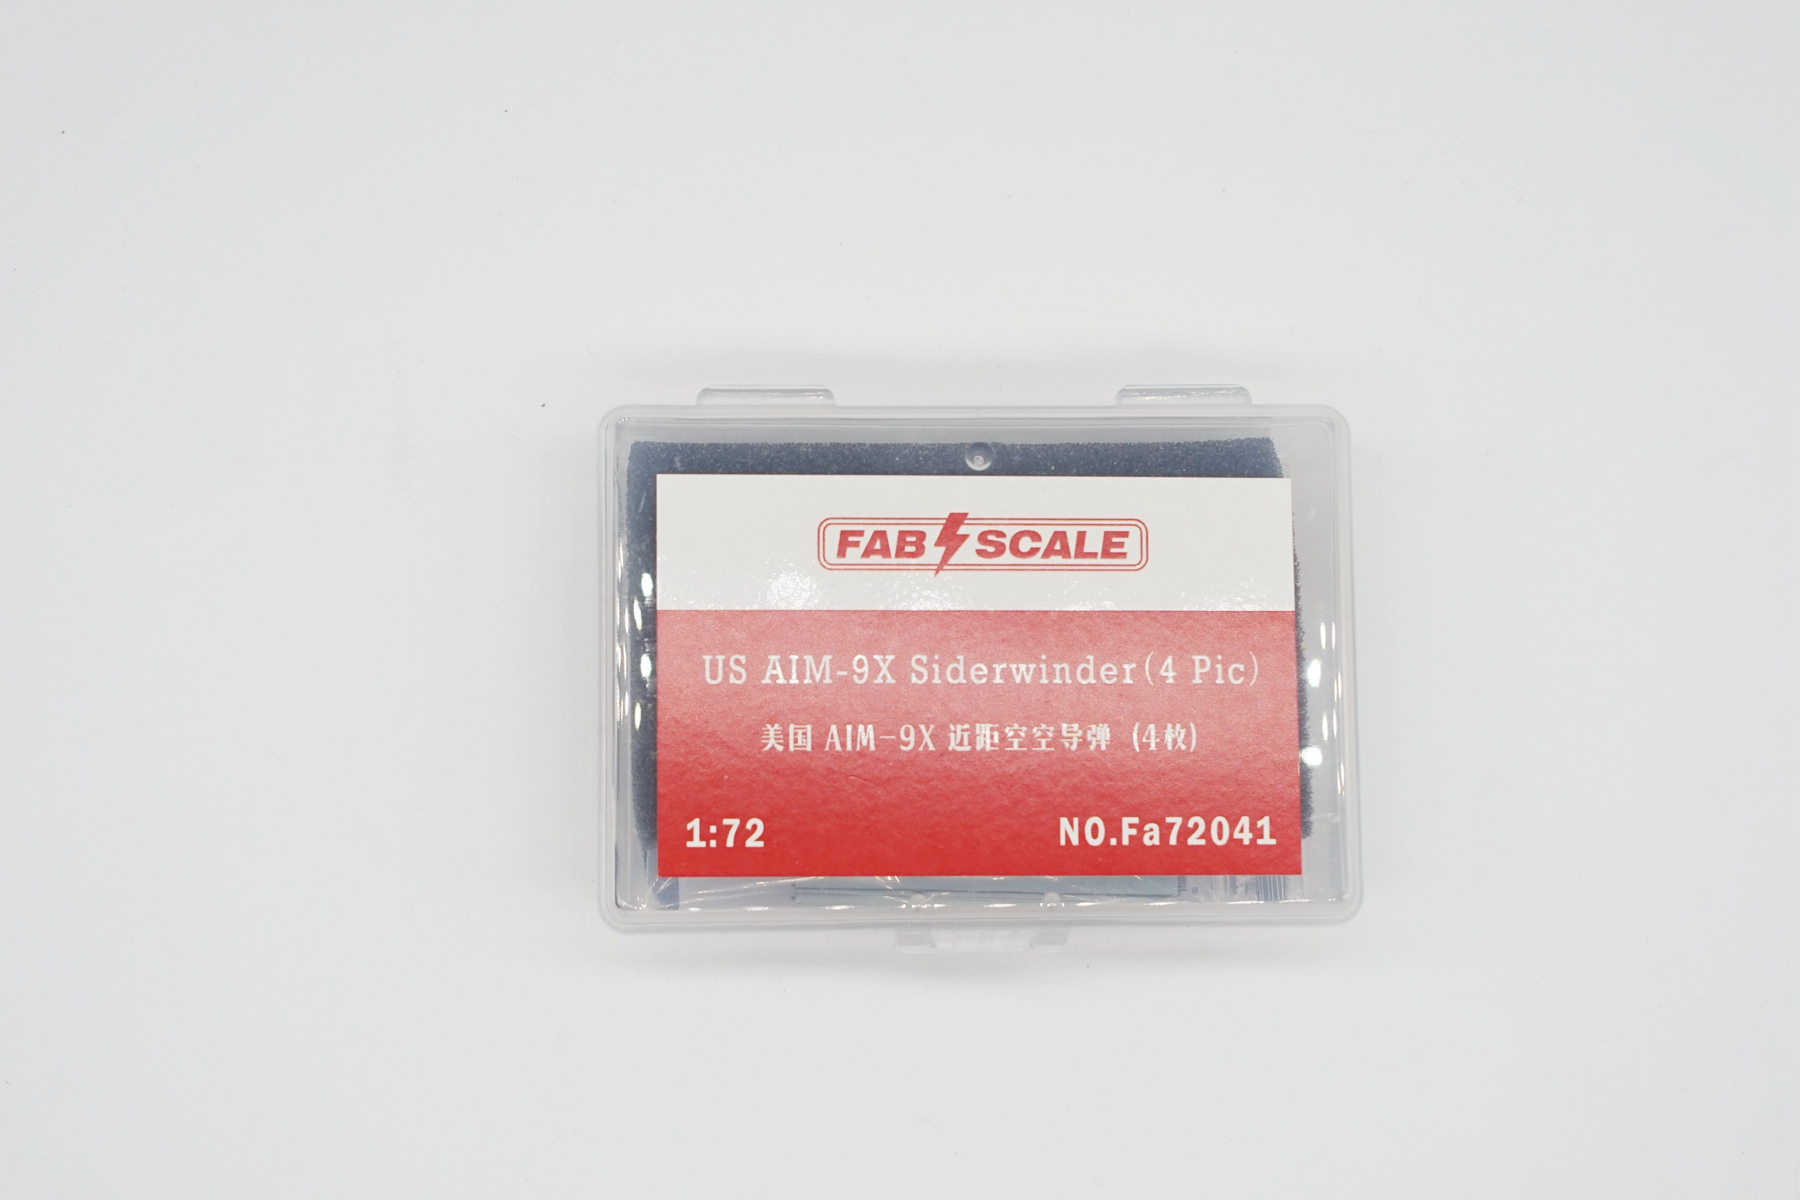 FAB SCALE
US AIM-9X Siderwinder(4 Pic)
美国 AIM-9X 近距空空导弹 (4枚)
1:72
NO.Fa72041